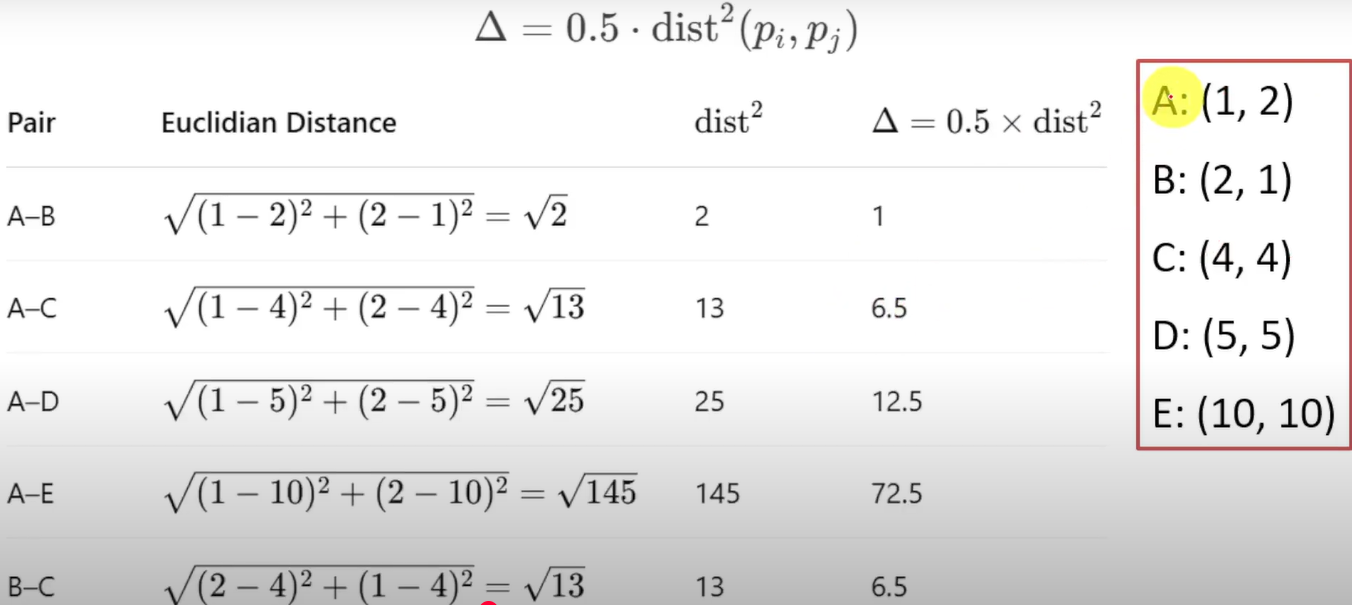 Δ = 0.5 · dist²(pᵢ, pⱼ)
Pair Euclidian Distance dist² Δ = 0.5 × dist²
A–B √((1 − 2)² + (2 − 1)²) = √2 2 1
A–C √((1 − 4)² + (2 − 4)²) = √13 13 6.5
A–D √((1 − 5)² + (2 − 5)²) = √25 25 12.5
A–E √((1 − 10)² + (2 − 10)²) = √145 145 72.5
B–C √((2 − 4)² + (1 − 4)²) = √13 13 6.5
A: (1, 2)
B: (2, 1)
C: (4, 4)
D: (5, 5)
E: (10, 10)